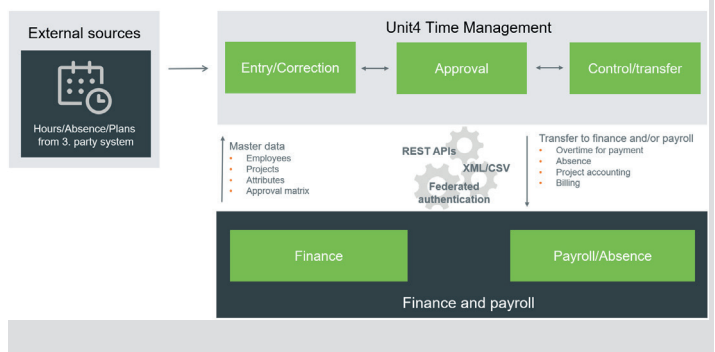 External sources
Hours/Absence/Plans
from 3. party system
Unit4 Time Management
Entry/Correction
Approval
Control/transfer
Master data
• Employees
• Projects
• Attributes
• Approval matrix
REST APIs
XML/CSV
Federated
authentication
Transfer to finance and/or payroll
• Overtime for payment
• Absence
• Project accounting
• Billing
Finance
Payroll/Absence
Finance and payroll